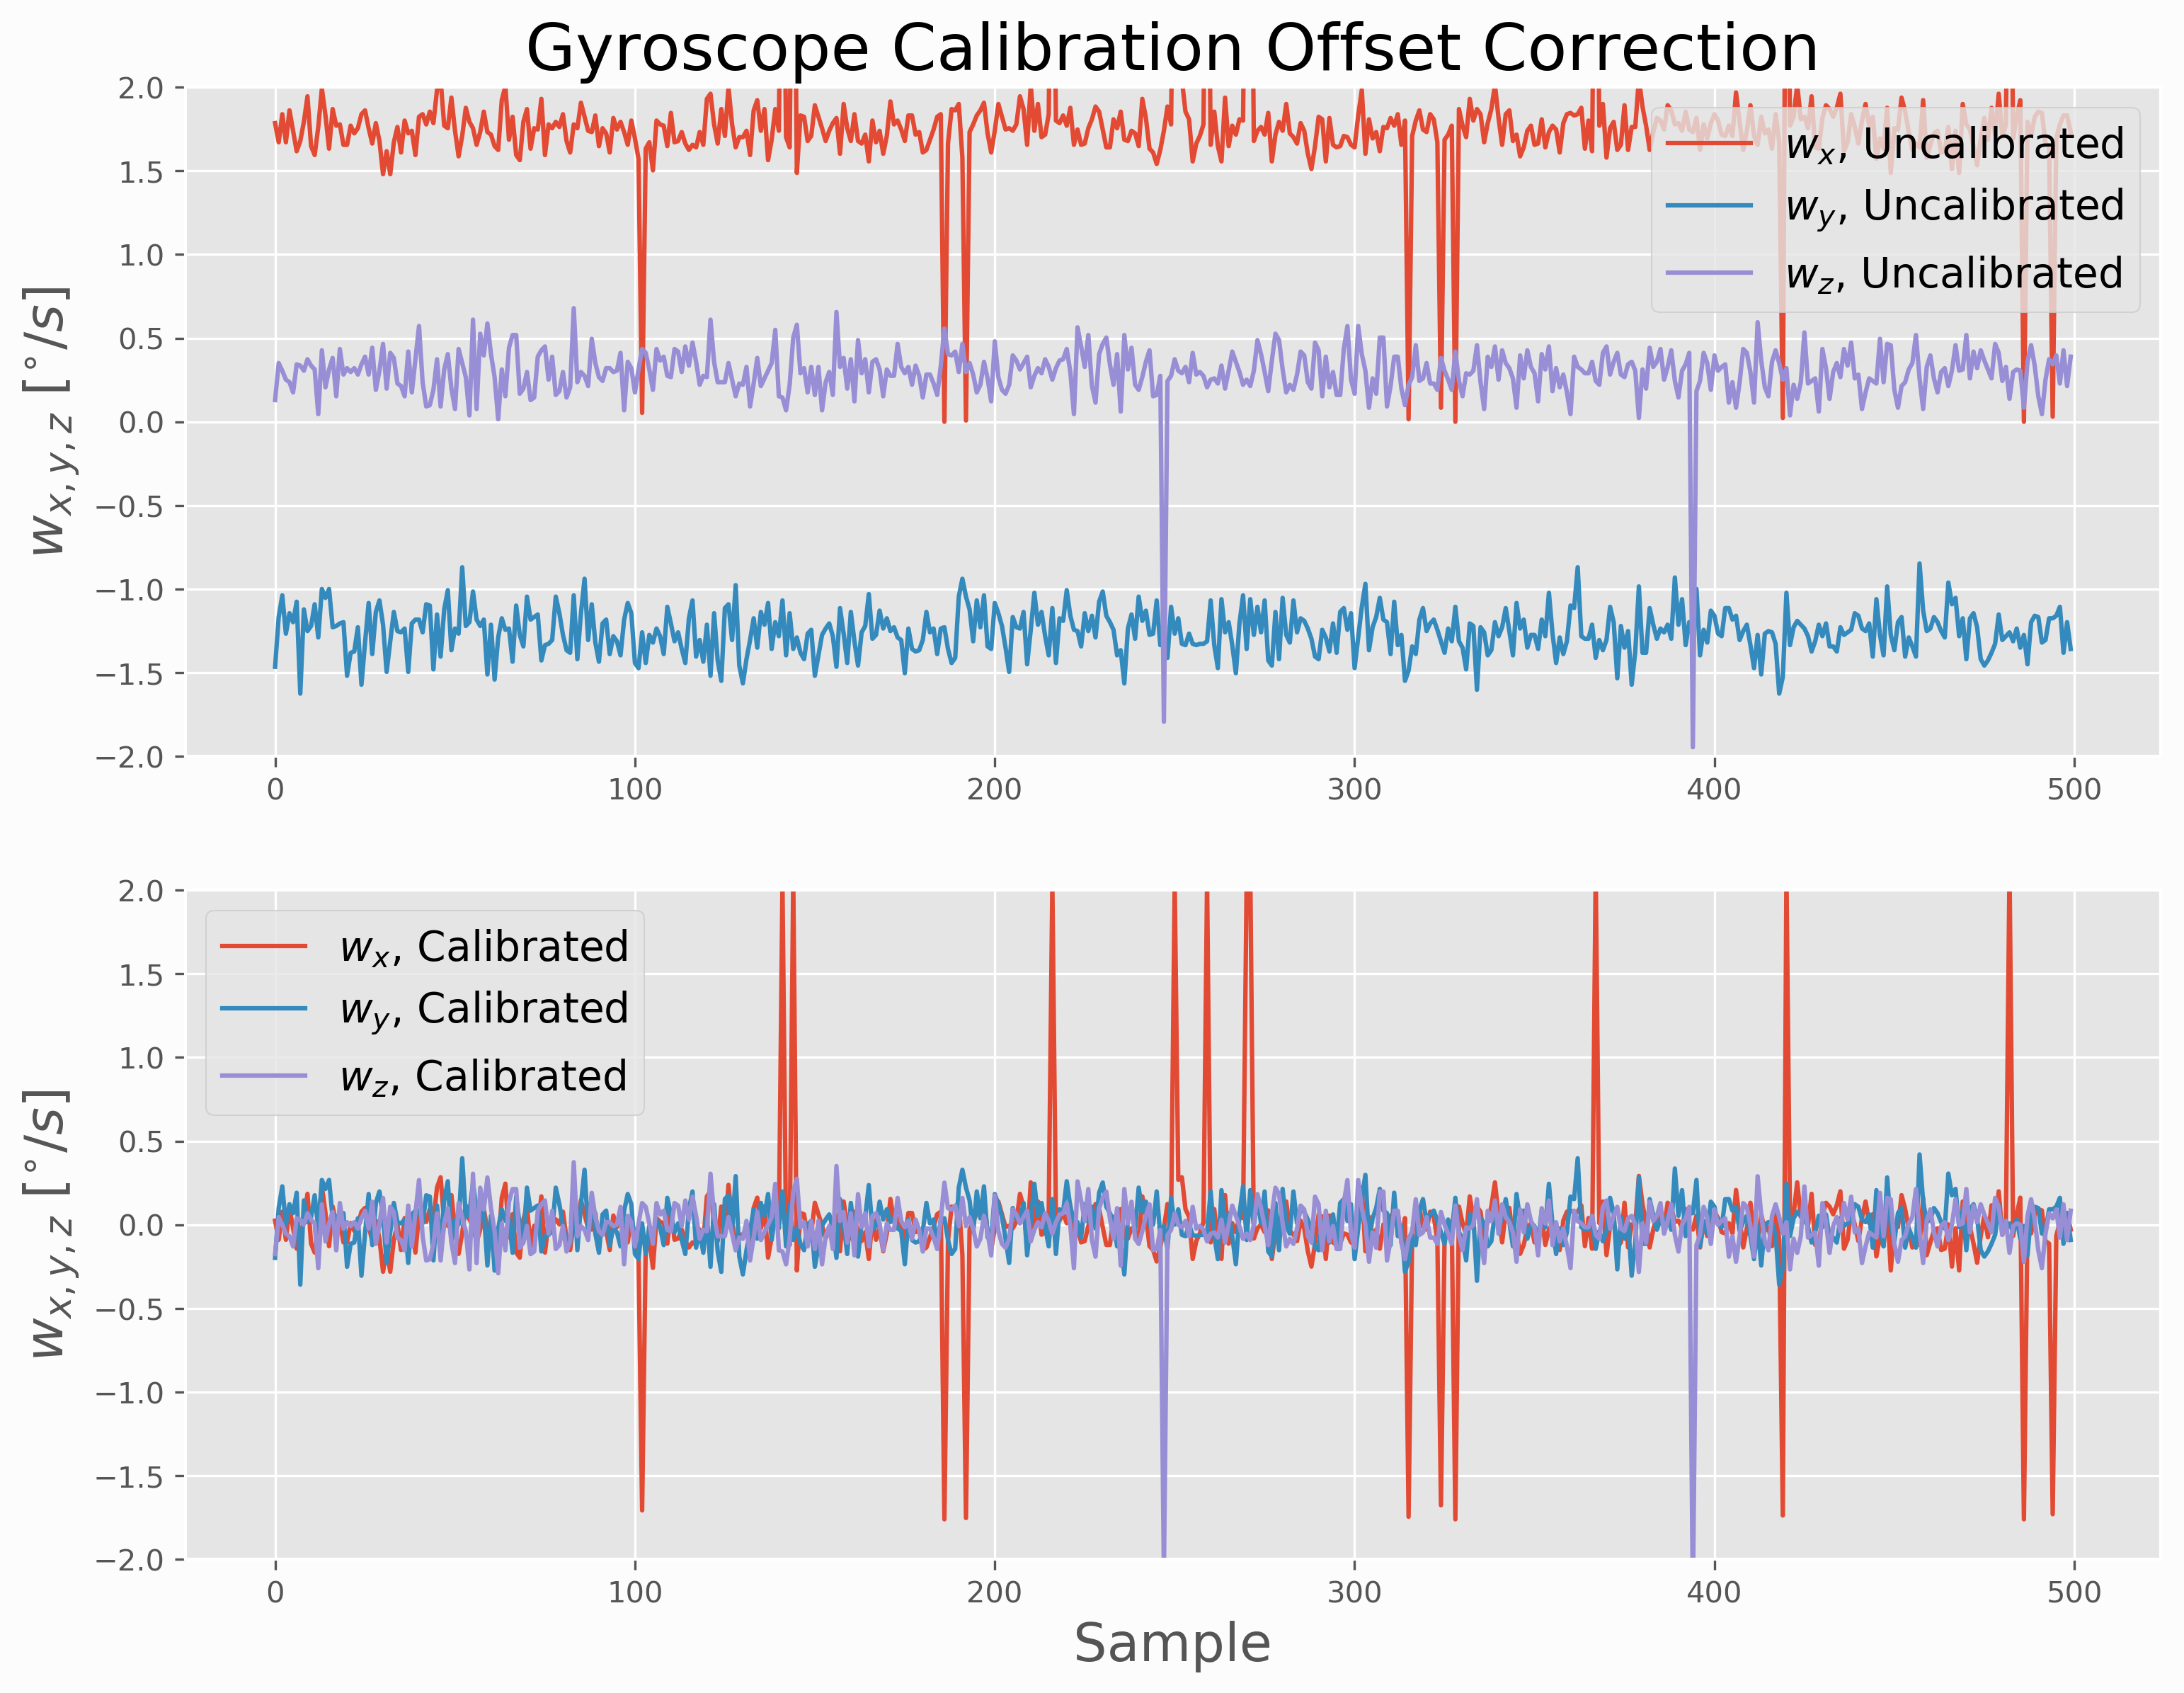 Gyroscope Calibration Offset Correction
2.0
1.5
1.0
0.5
0.0
−0.5
−1.0
−1.5
−2.0
w_{x,y,z} [°/s]
w_x, Uncalibrated
w_y, Uncalibrated
w_z, Uncalibrated
0 100 200 300 400 500
2.0
1.5
1.0
0.5
0.0
−0.5
−1.0
−1.5
−2.0
w_{x,y,z} [°/s]
w_x, Calibrated
w_y, Calibrated
w_z, Calibrated
0 100 200 300 400 500
Sample